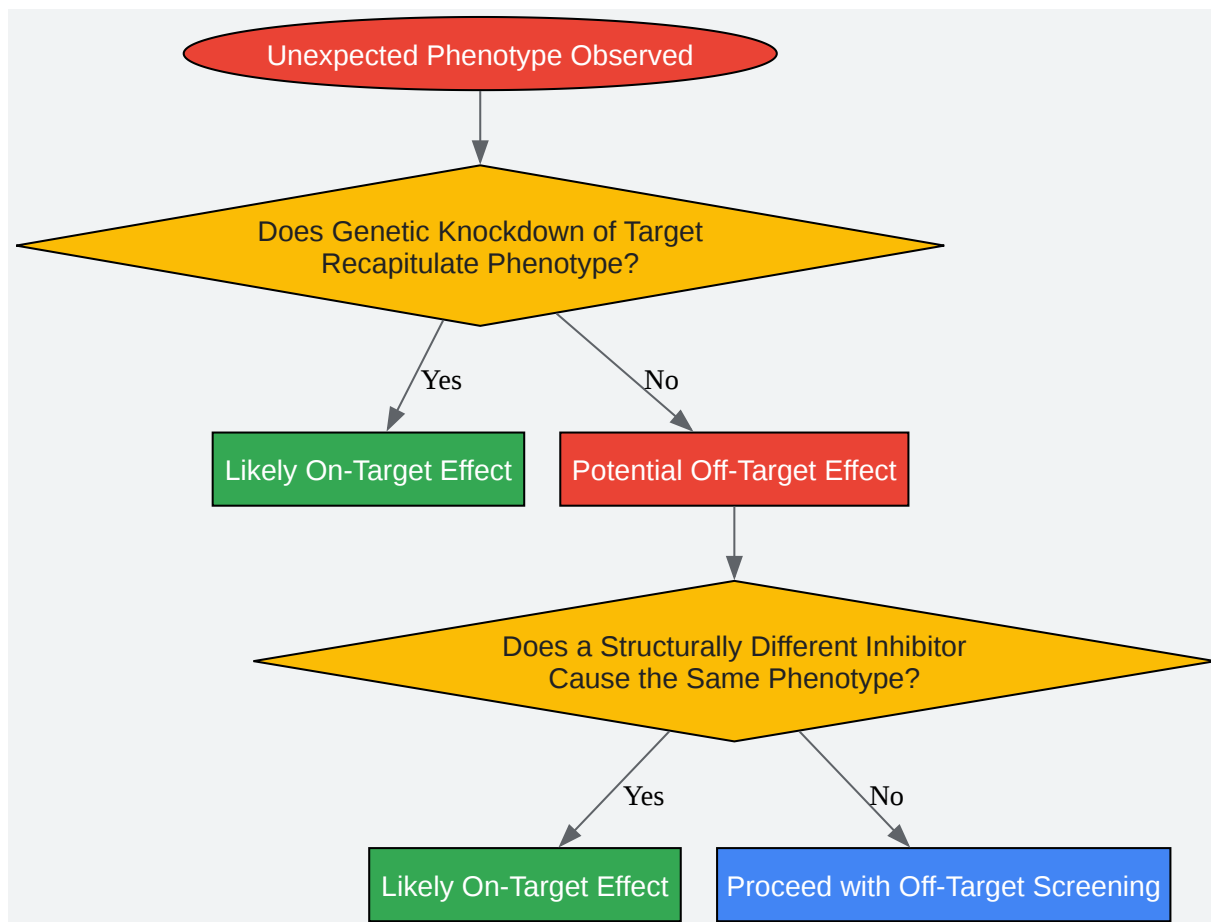 Unexpected Phenotype Observed
Does Genetic Knockdown of Target
Recapitulate Phenotype?
Yes
No
Likely On-Target Effect
Potential Off-Target Effect
Does a Structurally Different Inhibitor
Cause the Same Phenotype?
Yes
No
Likely On-Target Effect
Proceed with Off-Target Screening